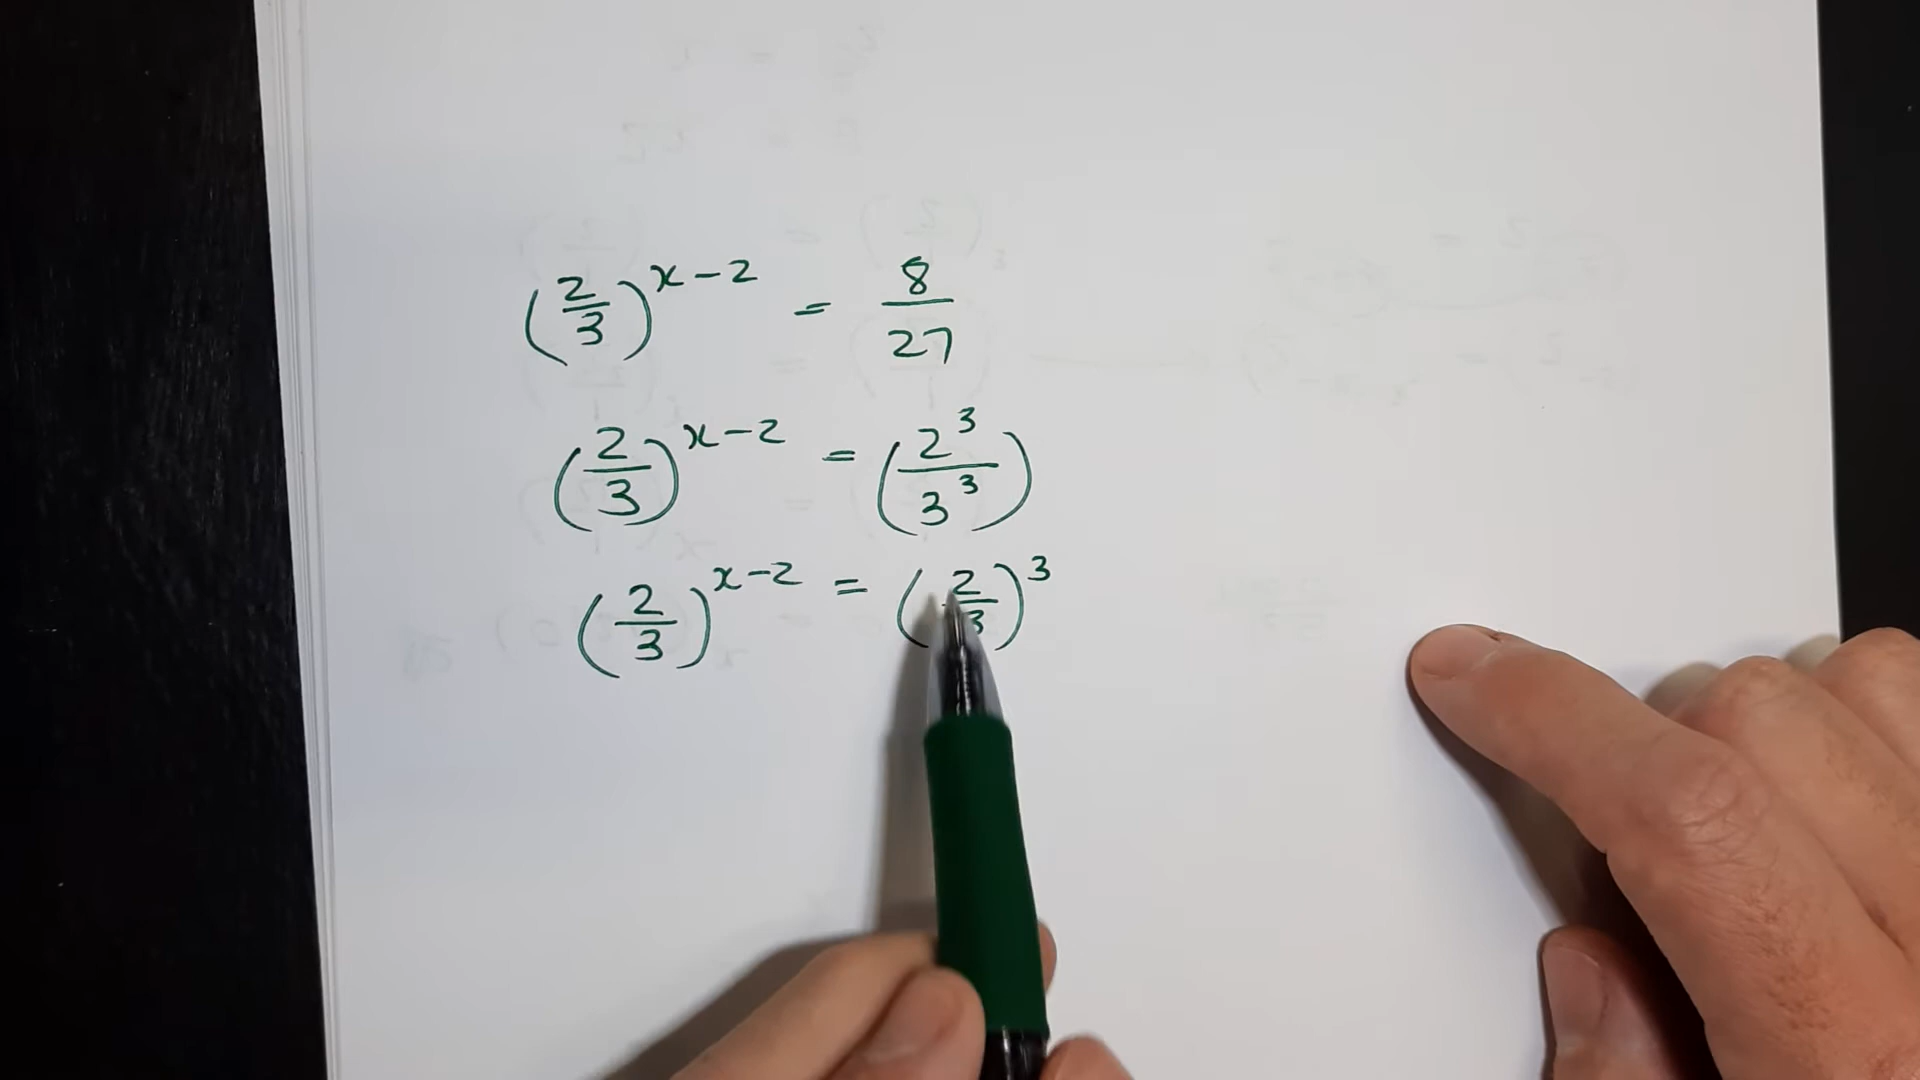 (2/3)^(x-2) = 8/27
(2/3)^(x-2) = (2^3/3^3)
(2/3)^(x-2) = (2/3)^3